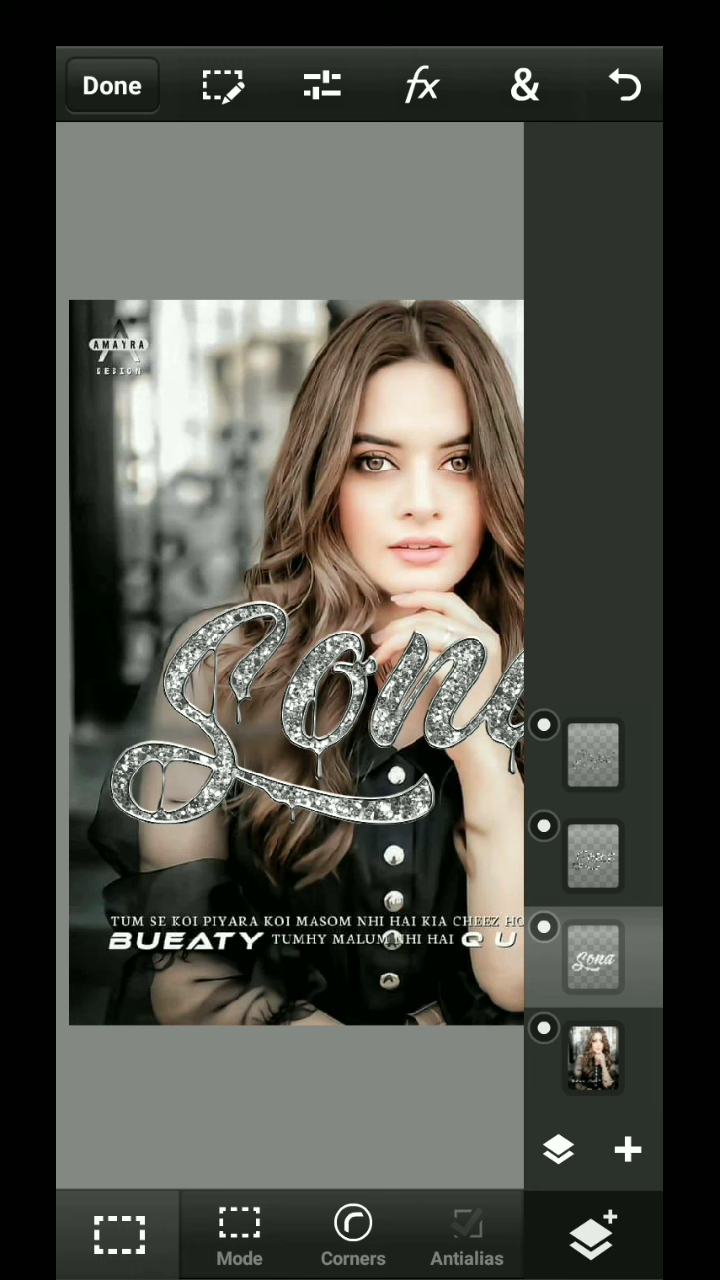 Done
fx
&
AMAYRA
DESIGN
Sona
TUM SE KOI PIYARA KOI MASOM NHI HAI KIA CHEEZ HO
BUEATY TUMHY MALUM NHI HAI Q U
Sona
Mode
Corners
Antialias